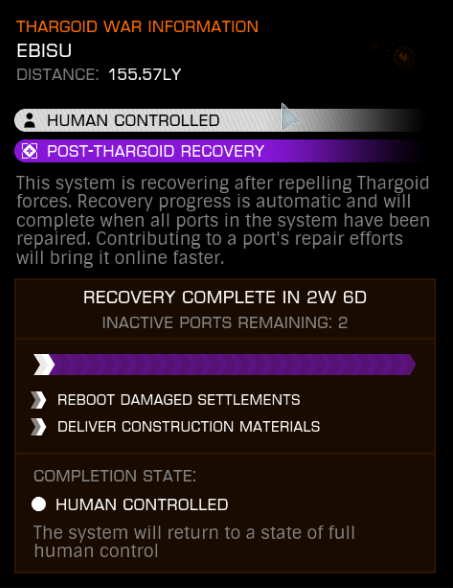 THARGOID WAR INFORMATION
EBISU
DISTANCE: 155.57LY
HUMAN CONTROLLED
POST-THARGOID RECOVERY
This system is recovering after repelling Thargoid
forces. Recovery progress is automatic and will
complete when all ports in the system have been
repaired. Contributing to a port's repair efforts
will bring it online faster.
RECOVERY COMPLETE IN 2W 6D
INACTIVE PORTS REMAINING: 2
REBOOT DAMAGED SETTLEMENTS
DELIVER CONSTRUCTION MATERIALS
COMPLETION STATE:
HUMAN CONTROLLED
The system will return to a state of full
human control